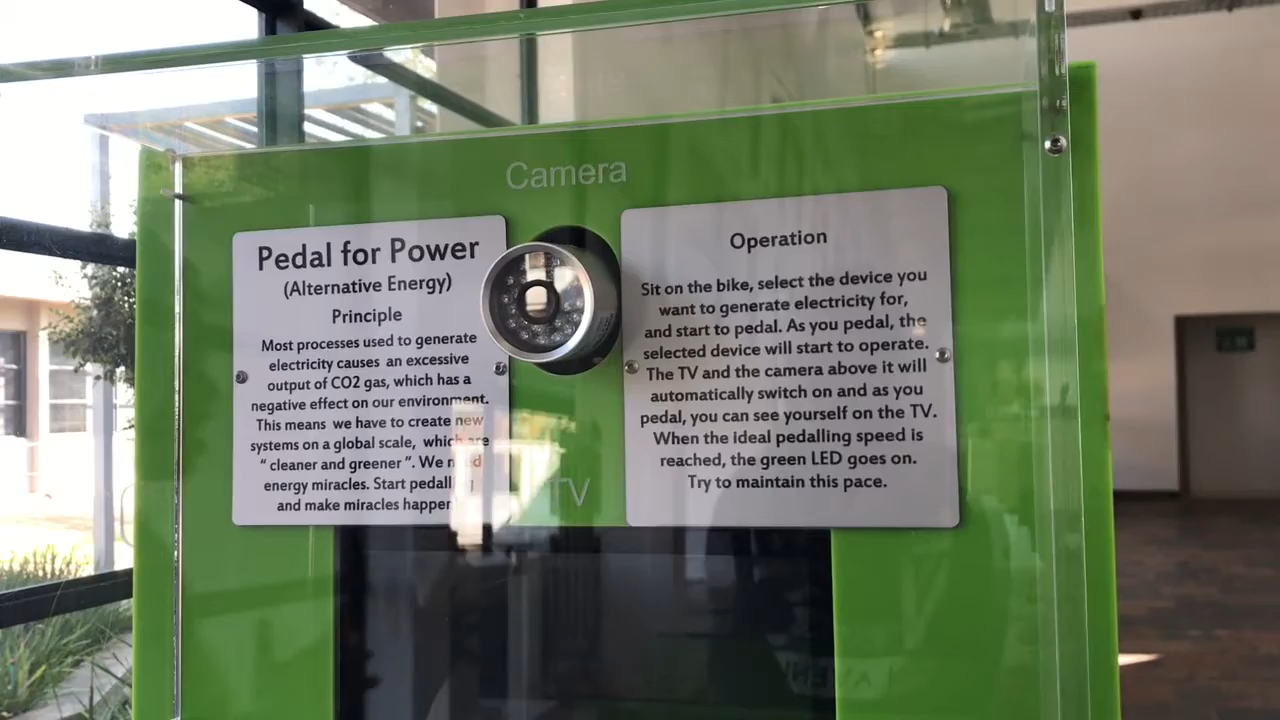 Camera
Pedal for Power
(Alternative Energy)
Principle
Most processes used to generate
electricity causes an excessive
output of CO2 gas, which has a
negative effect on our environment.
This means we have to create new
systems on a global scale, which are
“cleaner and greener”. We need
energy miracles. Start pedalling
and make miracles happen
Operation
Sit on the bike, select the device you
want to generate electricity for,
and start to pedal. As you pedal, the
selected device will start to operate.
The TV and the camera above it will
automatically switch on and as you
pedal, you can see yourself on the TV.
When the ideal pedalling speed is
reached, the green LED goes on.
Try to maintain this pace.
TV